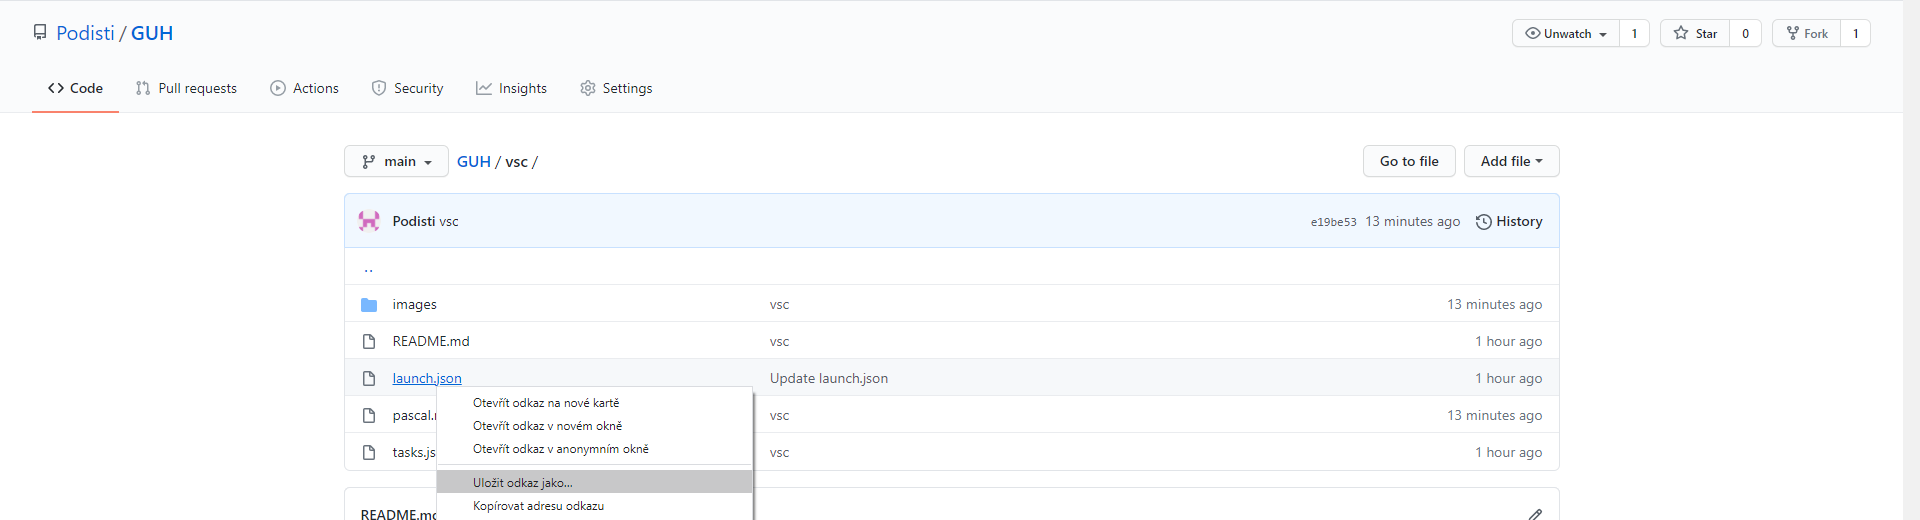 Podisti / GUH
Unwatch 1 Star 0 Fork 1
Code Pull requests Actions Security Insights Settings
main GUH / vsc / Go to file Add file
Podisti vsc e19be53 13 minutes ago History
..
images vsc 13 minutes ago
README.md vsc 1 hour ago
launch.json Update launch.json 1 hour ago
Otevřít odkaz na nové kartě
pascal. vsc 13 minutes ago
Otevřít odkaz v novém okně
Otevřít odkaz v anonymním okně
tasks.js vsc 1 hour ago
Uložit odkaz jako...
Kopírovat adresu odkazu
README.md